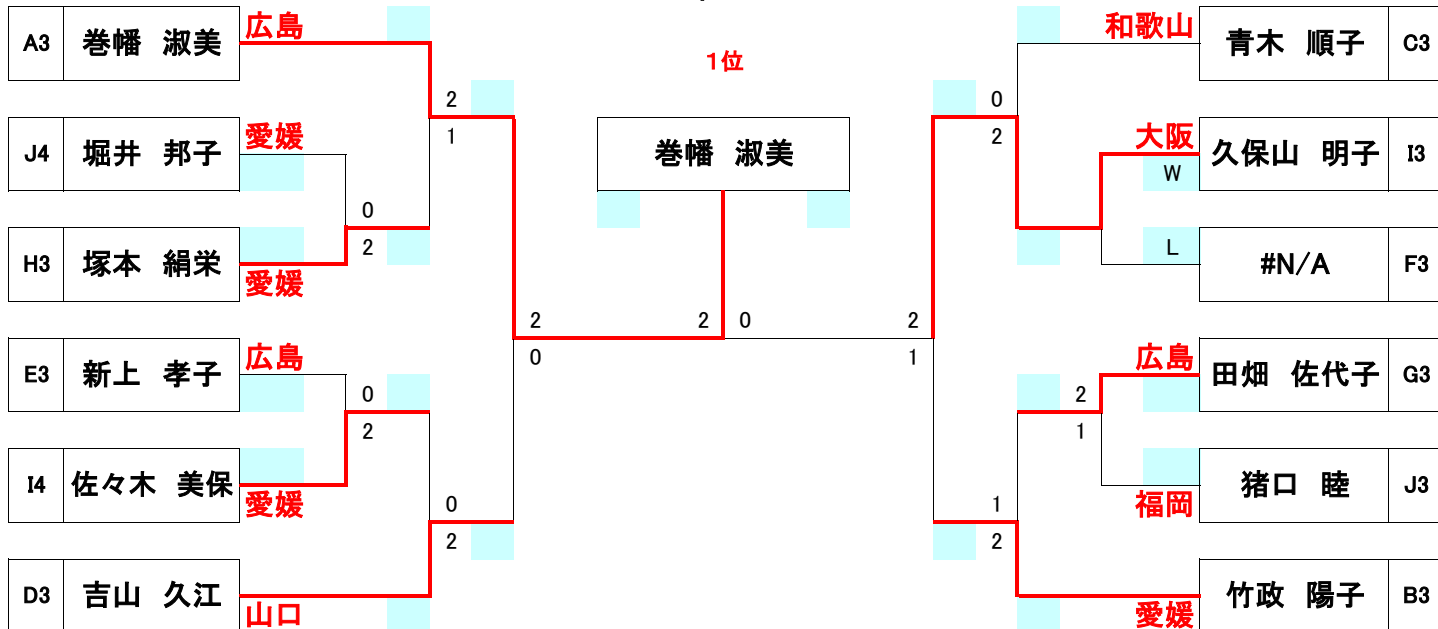 A3 巻幡 淑美 広島
和歌山 青木 順子 C3
1位
2
1
0
2
J4 堀井 邦子 愛媛
巻幡 淑美
大阪 久保山 明子 I3
W
0
2
H3 塚本 絹栄 愛媛
L
#N/A F3
2
0
2 0
2
1
E3 新上 孝子 広島
広島 田畑 佐代子 G3
0
2
2
1
I4 佐々木 美保 愛媛
福岡 猪口 睦 J3
0
2
1
2
D3 吉山 久江 山口
愛媛 竹政 陽子 B3